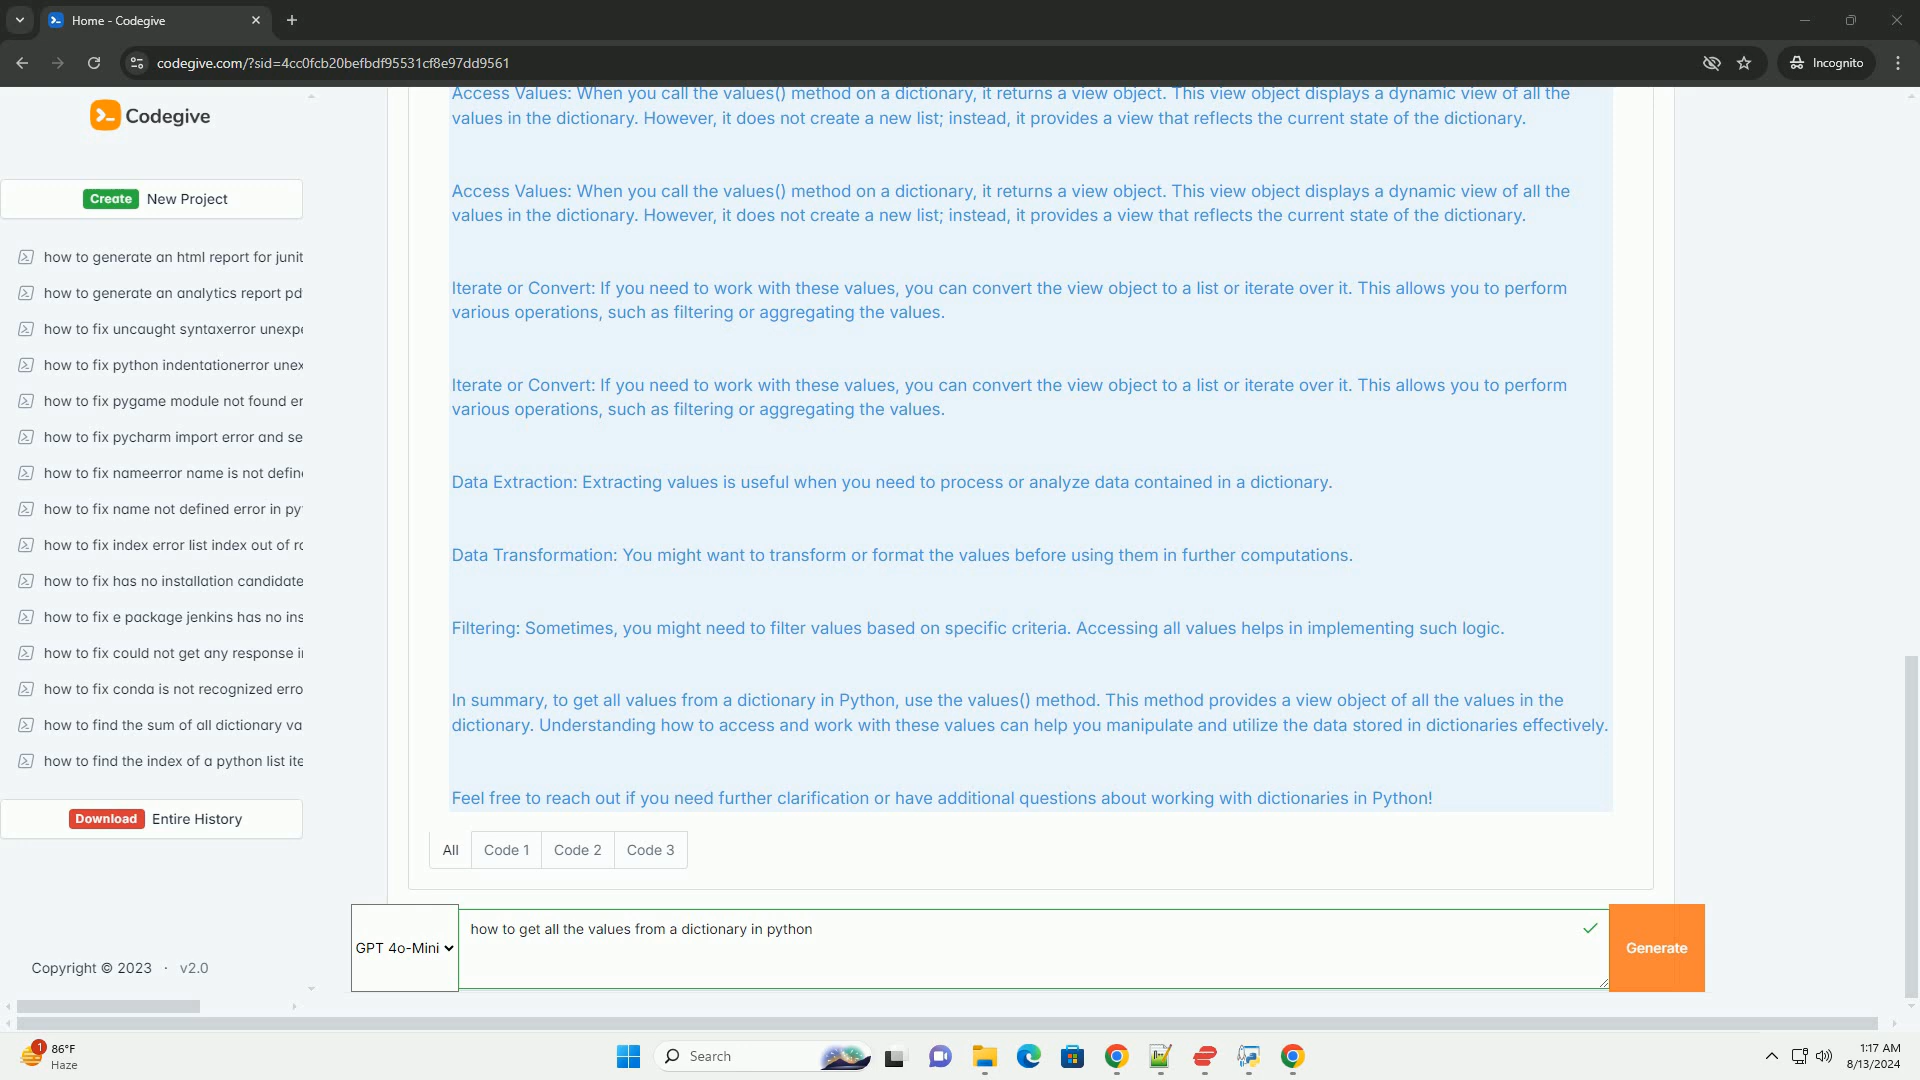 Home - Codegive
codegive.com/?sid=4cc0fcb20befbdf95531cf8e97dd9561
Incognito
Codegive
Create New Project
how to generate an html report for junit
how to generate an analytics report pd
how to fix uncaught syntaxerror unexpe
how to fix python indentationerror unex
how to fix pygame module not found er
how to fix pycharm import error and se
how to fix nameerror name is not define
how to fix name not defined error in py
how to fix index error list index out of ra
how to fix has no installation candidate
how to fix e package jenkins has no ins
how to fix could not get any response i
how to fix conda is not recognized erro
how to find the sum of all dictionary va
how to find the index of a python list ite
Download Entire History
Copyright © 2023 · v2.0
Access Values: When you call the values() method on a dictionary, it returns a view object. This view object displays a dynamic view of all the
values in the dictionary. However, it does not create a new list; instead, it provides a view that reflects the current state of the dictionary.
Access Values: When you call the values() method on a dictionary, it returns a view object. This view object displays a dynamic view of all the
values in the dictionary. However, it does not create a new list; instead, it provides a view that reflects the current state of the dictionary.
Iterate or Convert: If you need to work with these values, you can convert the view object to a list or iterate over it. This allows you to perform
various operations, such as filtering or aggregating the values.
Iterate or Convert: If you need to work with these values, you can convert the view object to a list or iterate over it. This allows you to perform
various operations, such as filtering or aggregating the values.
Data Extraction: Extracting values is useful when you need to process or analyze data contained in a dictionary.
Data Transformation: You might want to transform or format the values before using them in further computations.
Filtering: Sometimes, you might need to filter values based on specific criteria. Accessing all values helps in implementing such logic.
In summary, to get all values from a dictionary in Python, use the values() method. This method provides a view object of all the values in the
dictionary. Understanding how to access and work with these values can help you manipulate and utilize the data stored in dictionaries effectively.
Feel free to reach out if you need further clarification or have additional questions about working with dictionaries in Python!
All Code 1 Code 2 Code 3
GPT 4o-Mini
how to get all the values from a dictionary in python
Generate
1
86°F
Haze
Search
1:17 AM
8/13/2024